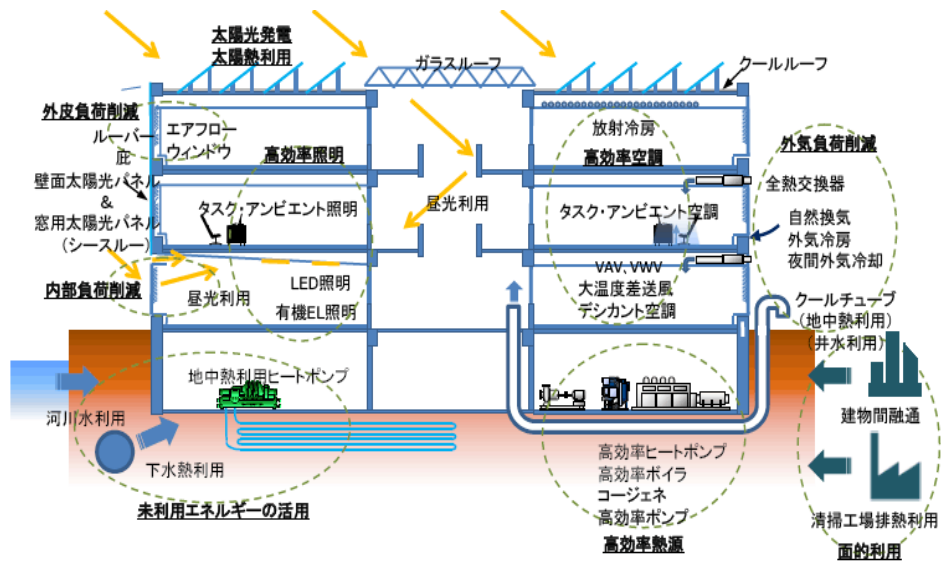 太陽光発電
太陽熱利用
ガラスルーフ
クールルーフ
外皮負荷削減
ルーバー
庇
エアフロー
ウィンドウ
高効率照明
放射冷房
高効率空調
外気負荷削減
壁面太陽光パネル
&
窓用太陽光パネル
(シースルー)
タスク・アンビエント照明
昼光利用
タスク・アンビエント空調
全熱交換器
自然換気
外気冷房
夜間外気冷却
内部負荷削減
昼光利用
LED照明
有機EL照明
VAV、VWV
大温度差送風
デシカント空調
クールチューブ
(地中熱利用)
(井水利用)
地中熱利用ヒートポンプ
河川水利用
下水熱利用
未利用エネルギーの活用
高効率ヒートポンプ
高効率ボイラ
コージェネ
高効率ポンプ
高効率熱源
建物間融通
清掃工場排熱利用
面的利用